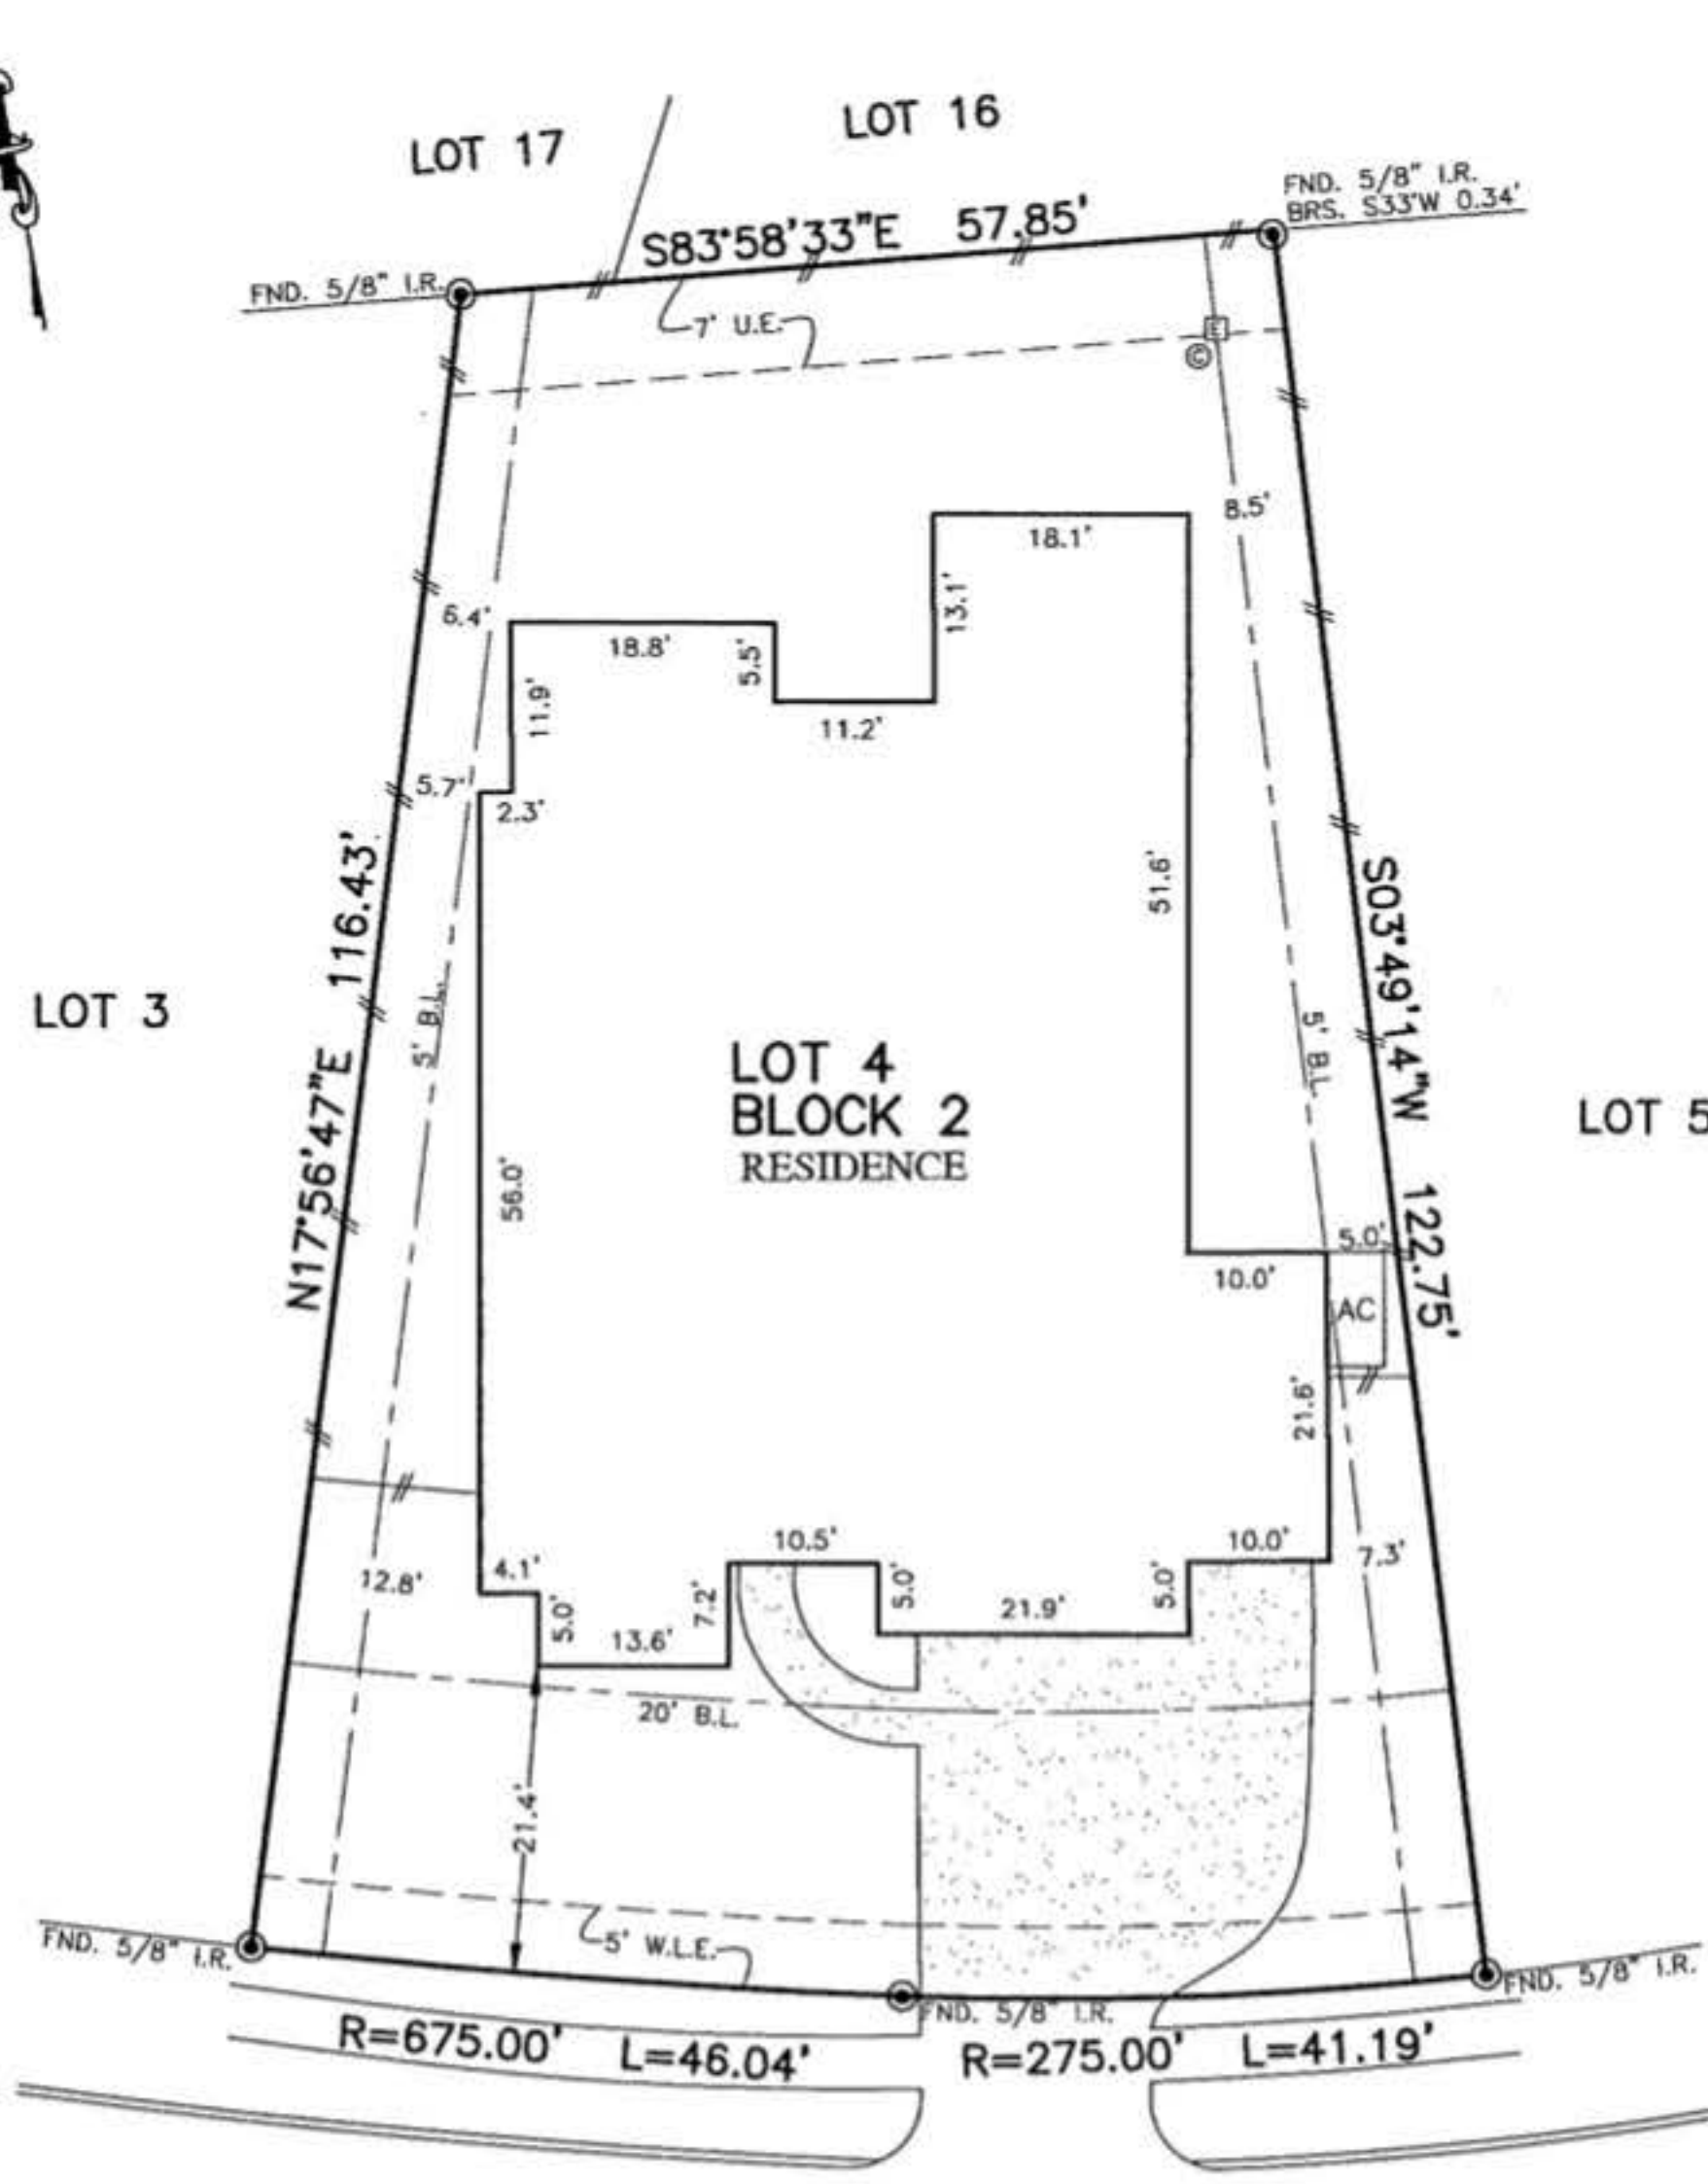 LOT 17
LOT 16
FND. 5/8" I.R.
BRS. S33°W 0.34'
S83°58'33"E 57.85'
FND. 5/8" I.R.
7' U.E.
E
C
8.5'
18.1'
13.1'
6.4'
18.8'
5.5'
11.9'
11.2'
5.7'
2.3'
N17°56'47"E 116.43'
5' B.L.
51.6'
S03°49'14"W 122.75'
5' B.L.
LOT 3
LOT 4
BLOCK 2
RESIDENCE
LOT 5
56.0'
5.0'
10.0'
AC
21.6'
12.8'
4.1'
10.5'
10.0'
7.3'
5.0'
7.2'
5.0'
5.0'
13.6'
21.9'
20' B.L.
21.4'
5' W.L.E.
FND. 5/8" I.R.
FND. 5/8" I.R.
FND. 5/8" I.R.
R=675.00' L=46.04'
R=275.00' L=41.19'